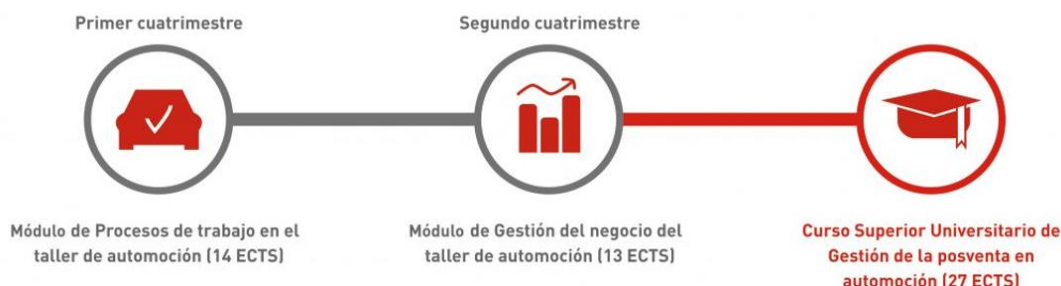 Primer cuatrimestre
Segundo cuatrimestre
Módulo de Procesos de trabajo en el
taller de automoción (14 ECTS)
Módulo de Gestión del negocio del
taller de automoción (13 ECTS)
Curso Superior Universitario de
Gestión de la posventa en
automoción (27 ECTS)